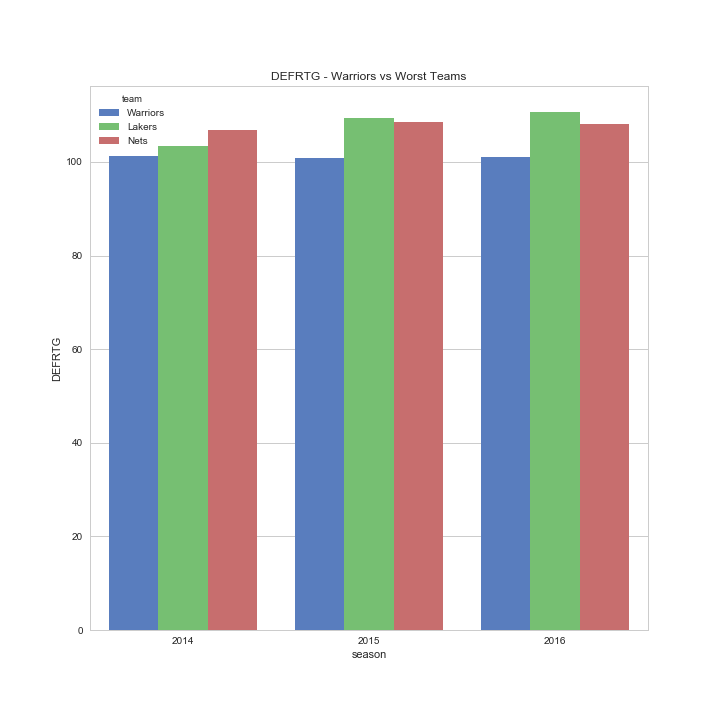 DEFRTG - Warriors vs Worst Teams
team
Warriors
Lakers
Nets
100
80
60
40
20
0
DEFRTG
2014 2015 2016
season